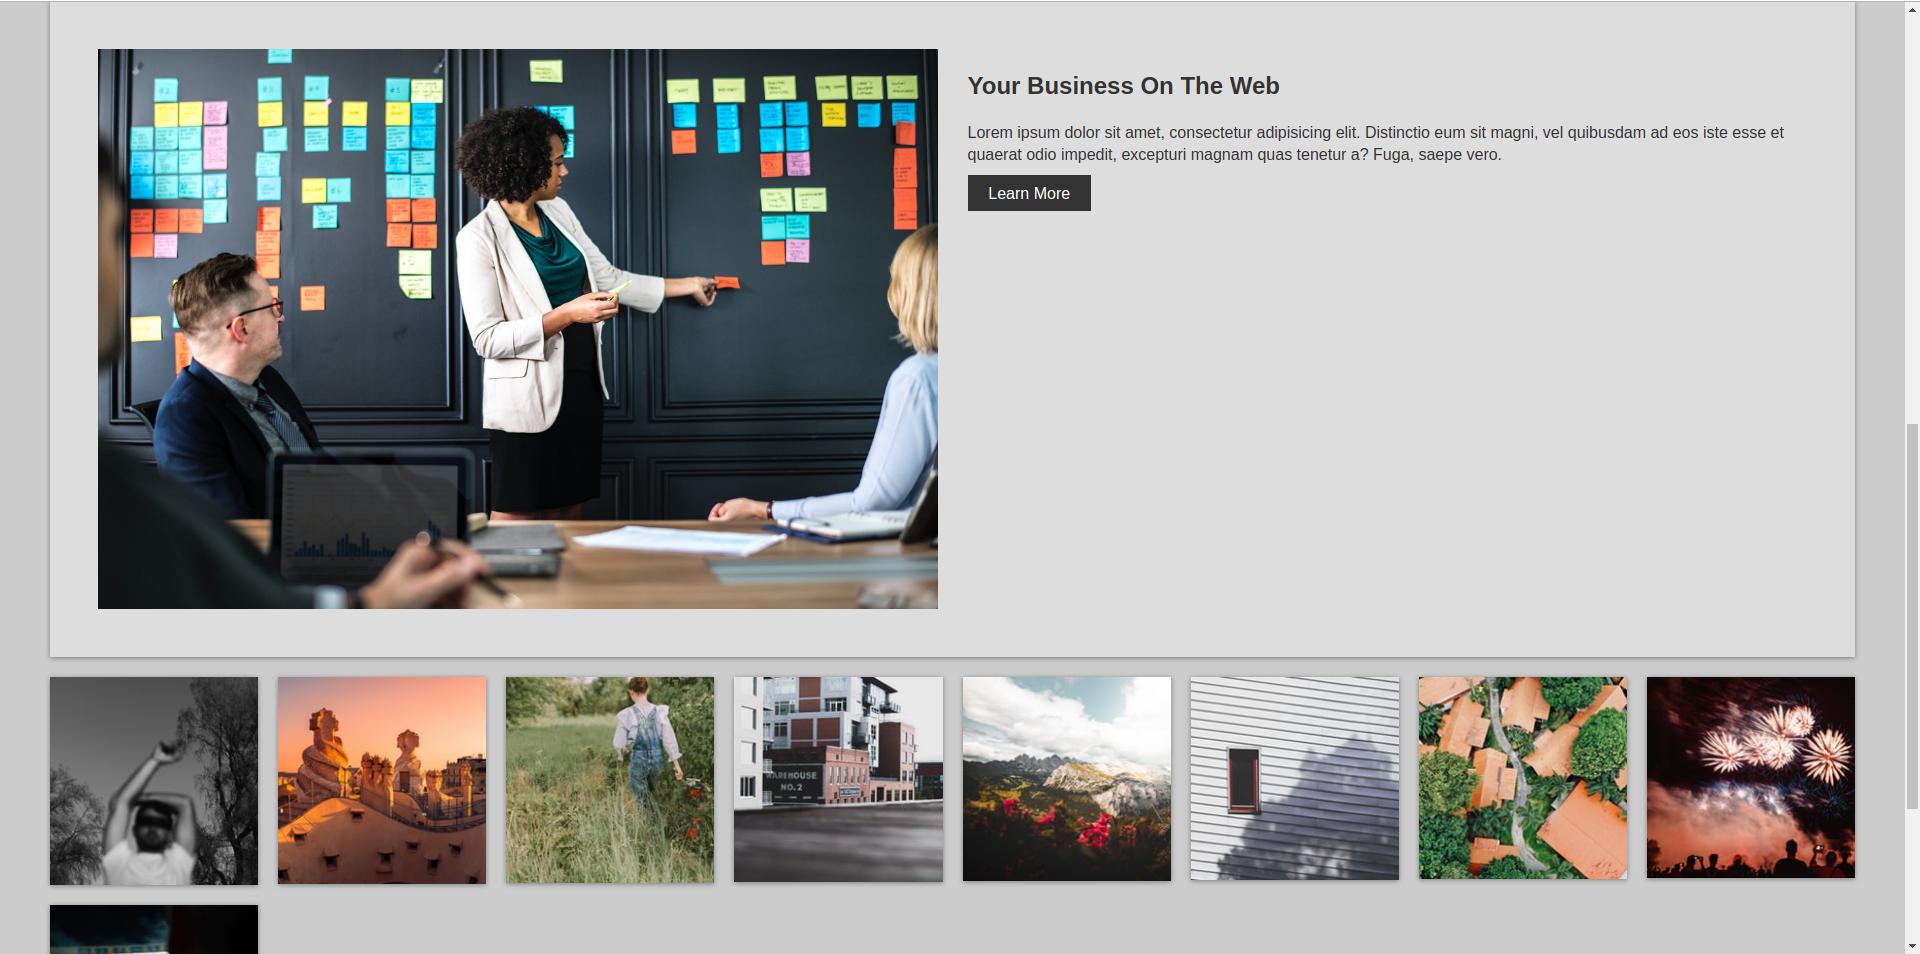 Your Business On The Web
Lorem ipsum dolor sit amet, consectetur adipisicing elit. Distinctio eum sit magni, vel quibusdam ad eos iste esse et
quaerat odio impedit, excepturi magnam quas tenetur a? Fuga, saepe vero.
Learn More
WAREHOUSE
NO. 2